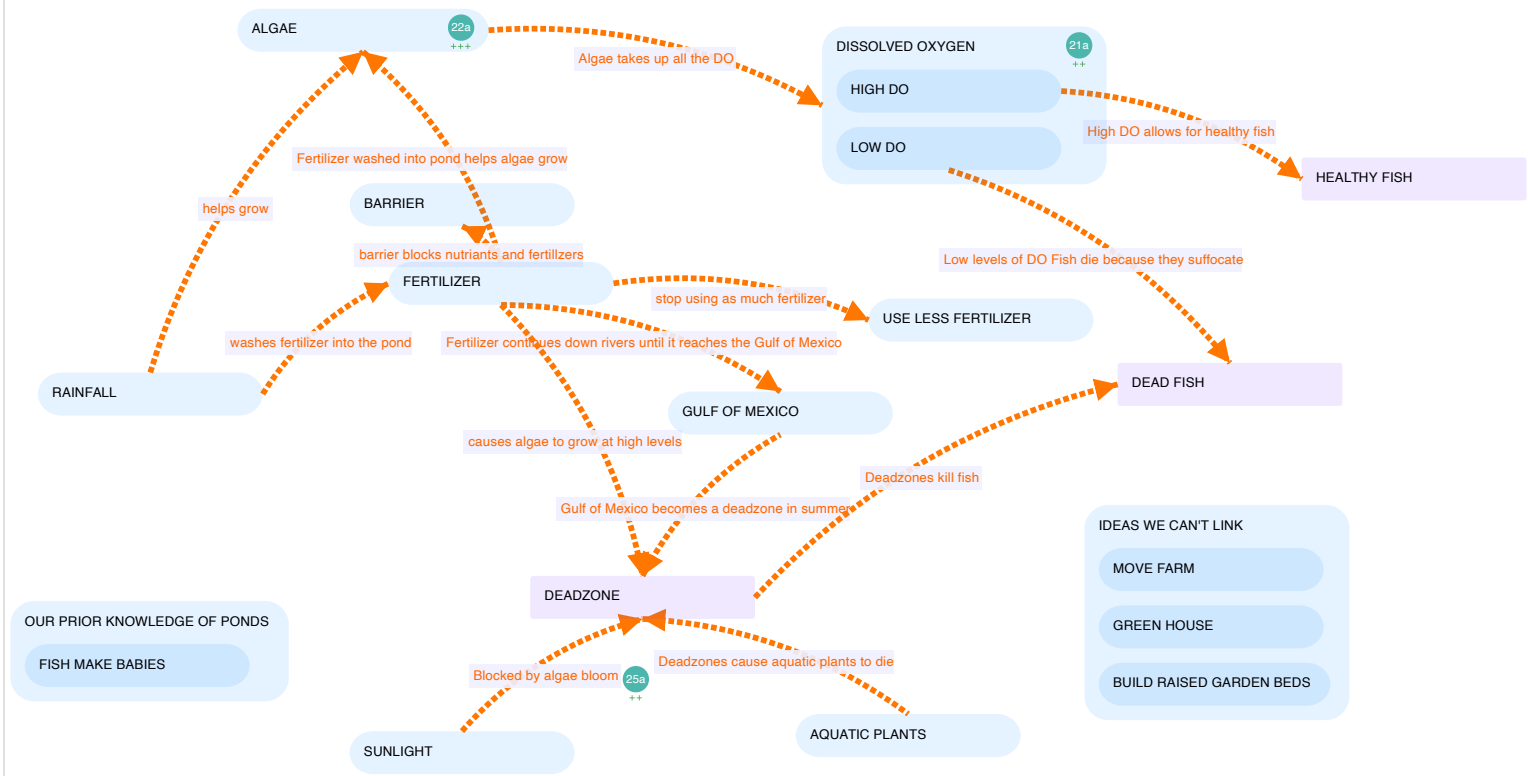 ALGAE
22a
+++
Algae takes up all the DO
DISSOLVED OXYGEN
21a
++
HIGH DO
LOW DO
High DO allows for healthy fish
HEALTHY FISH
Fertilizer washed into pond helps algae grow
helps grow
BARRIER
barrier blocks nutriants and fertillzers
FERTILIZER
Low levels of DO Fish die because they suffocate
stop using as much fertilizer
USE LESS FERTILIZER
washes fertilizer into the pond
Fertilizer continues down rivers until it reaches the Gulf of Mexico
RAINFALL
DEAD FISH
GULF OF MEXICO
causes algae to grow at high levels
Deadzones kill fish
Gulf of Mexico becomes a deadzone in summer
DEADZONE
IDEAS WE CAN'T LINK
MOVE FARM
GREEN HOUSE
BUILD RAISED GARDEN BEDS
OUR PRIOR KNOWLEDGE OF PONDS
FISH MAKE BABIES
Blocked by algae bloom
25a
++
Deadzones cause aquatic plants to die
SUNLIGHT
AQUATIC PLANTS